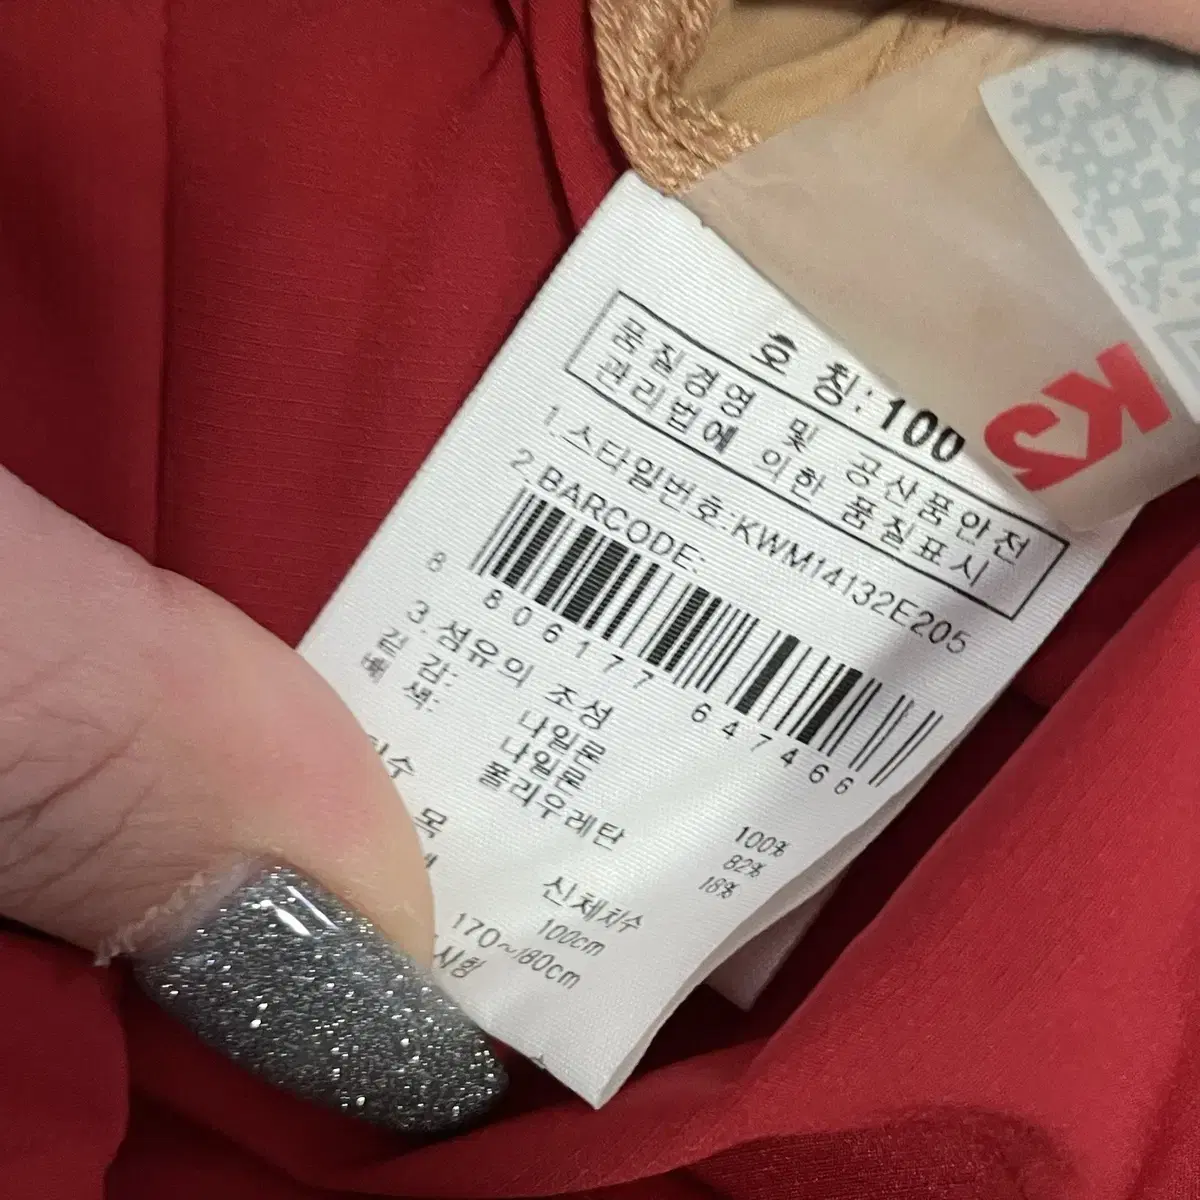 호 칭: 100
품질경영 및 공산품안전
관리법에 의한 품질표시
1.스타일번호:KWM14132E205
2.BARCODE:
8 806177 647466
3.섬유의 조성
겉 감: 나일론 100%
배 색: 나일론 82%
폴리우레탄 18%
신체치수
100cm
170~180cm
K2